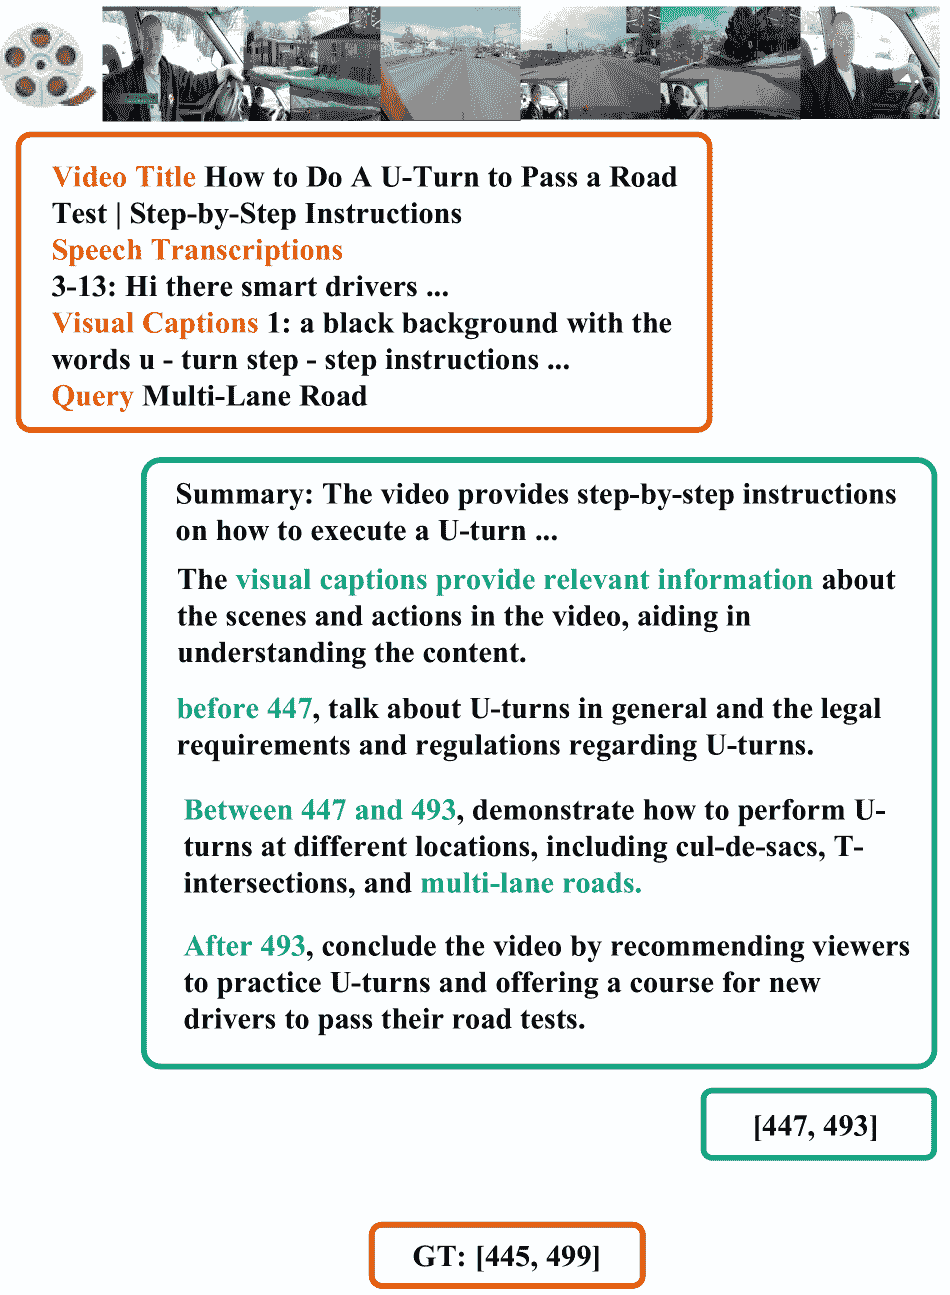 Video Title How to Do A U-Turn to Pass a Road
Test | Step-by-Step Instructions
Speech Transcriptions
3-13: Hi there smart drivers ...
Visual Captions 1: a black background with the
words u - turn step - step instructions ...
Query Multi-Lane Road
Summary: The video provides step-by-step instructions
on how to execute a U-turn ...
The visual captions provide relevant information about
the scenes and actions in the video, aiding in
understanding the content.
before 447, talk about U-turns in general and the legal
requirements and regulations regarding U-turns.
Between 447 and 493, demonstrate how to perform U-
turns at different locations, including cul-de-sacs, T-
intersections, and multi-lane roads.
After 493, conclude the video by recommending viewers
to practice U-turns and offering a course for new
drivers to pass their road tests.
[447, 493]
GT: [445, 499]